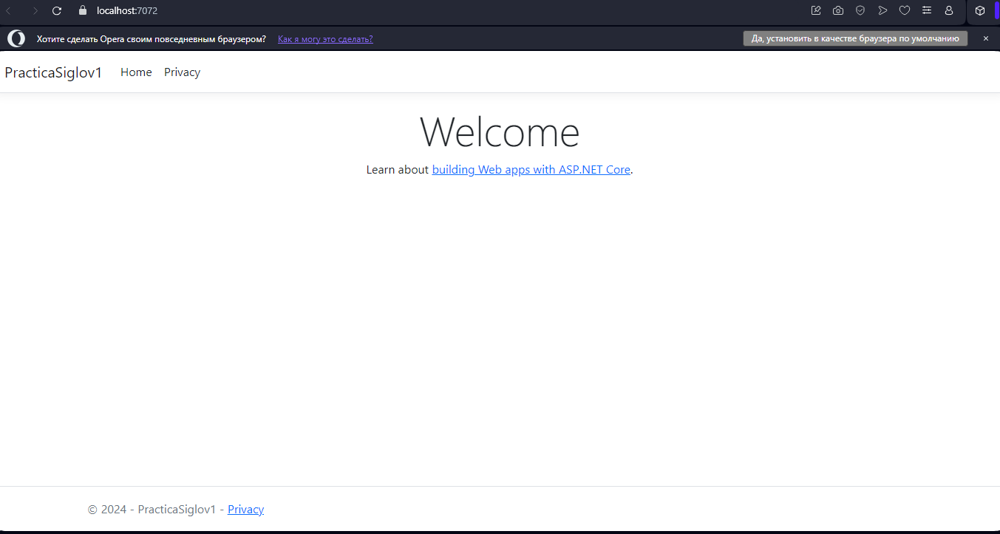 localhost:7072
Хотите сделать Opera своим повседневным браузером? Как я могу это сделать? Да, установить в качестве браузера по умолчанию
PracticaSiglov1 Home Privacy
Welcome
Learn about building Web apps with ASP.NET Core.
© 2024 - PracticaSiglov1 - Privacy